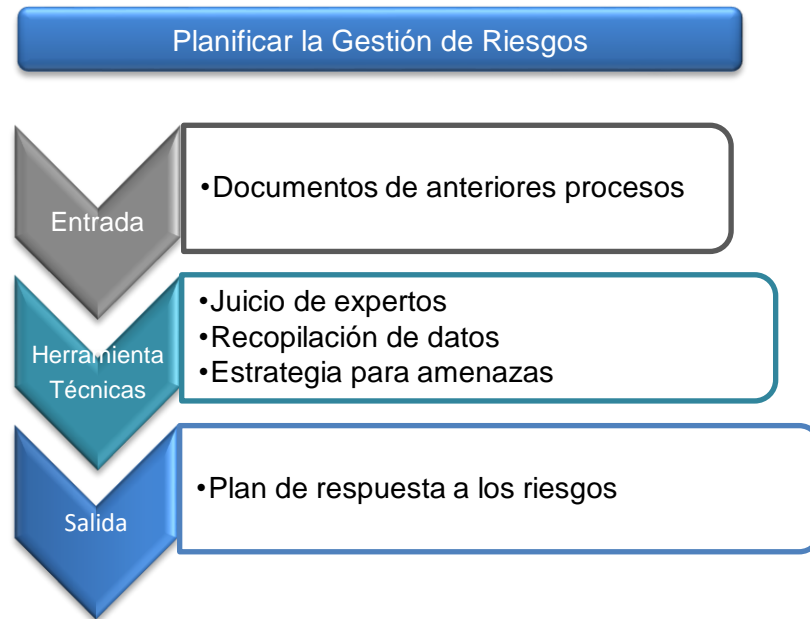 Planificar la Gestión de Riesgos
Entrada
•Documentos de anteriores procesos
Herramienta
Técnicas
•Juicio de expertos
•Recopilación de datos
•Estrategia para amenazas
Salida
•Plan de respuesta a los riesgos